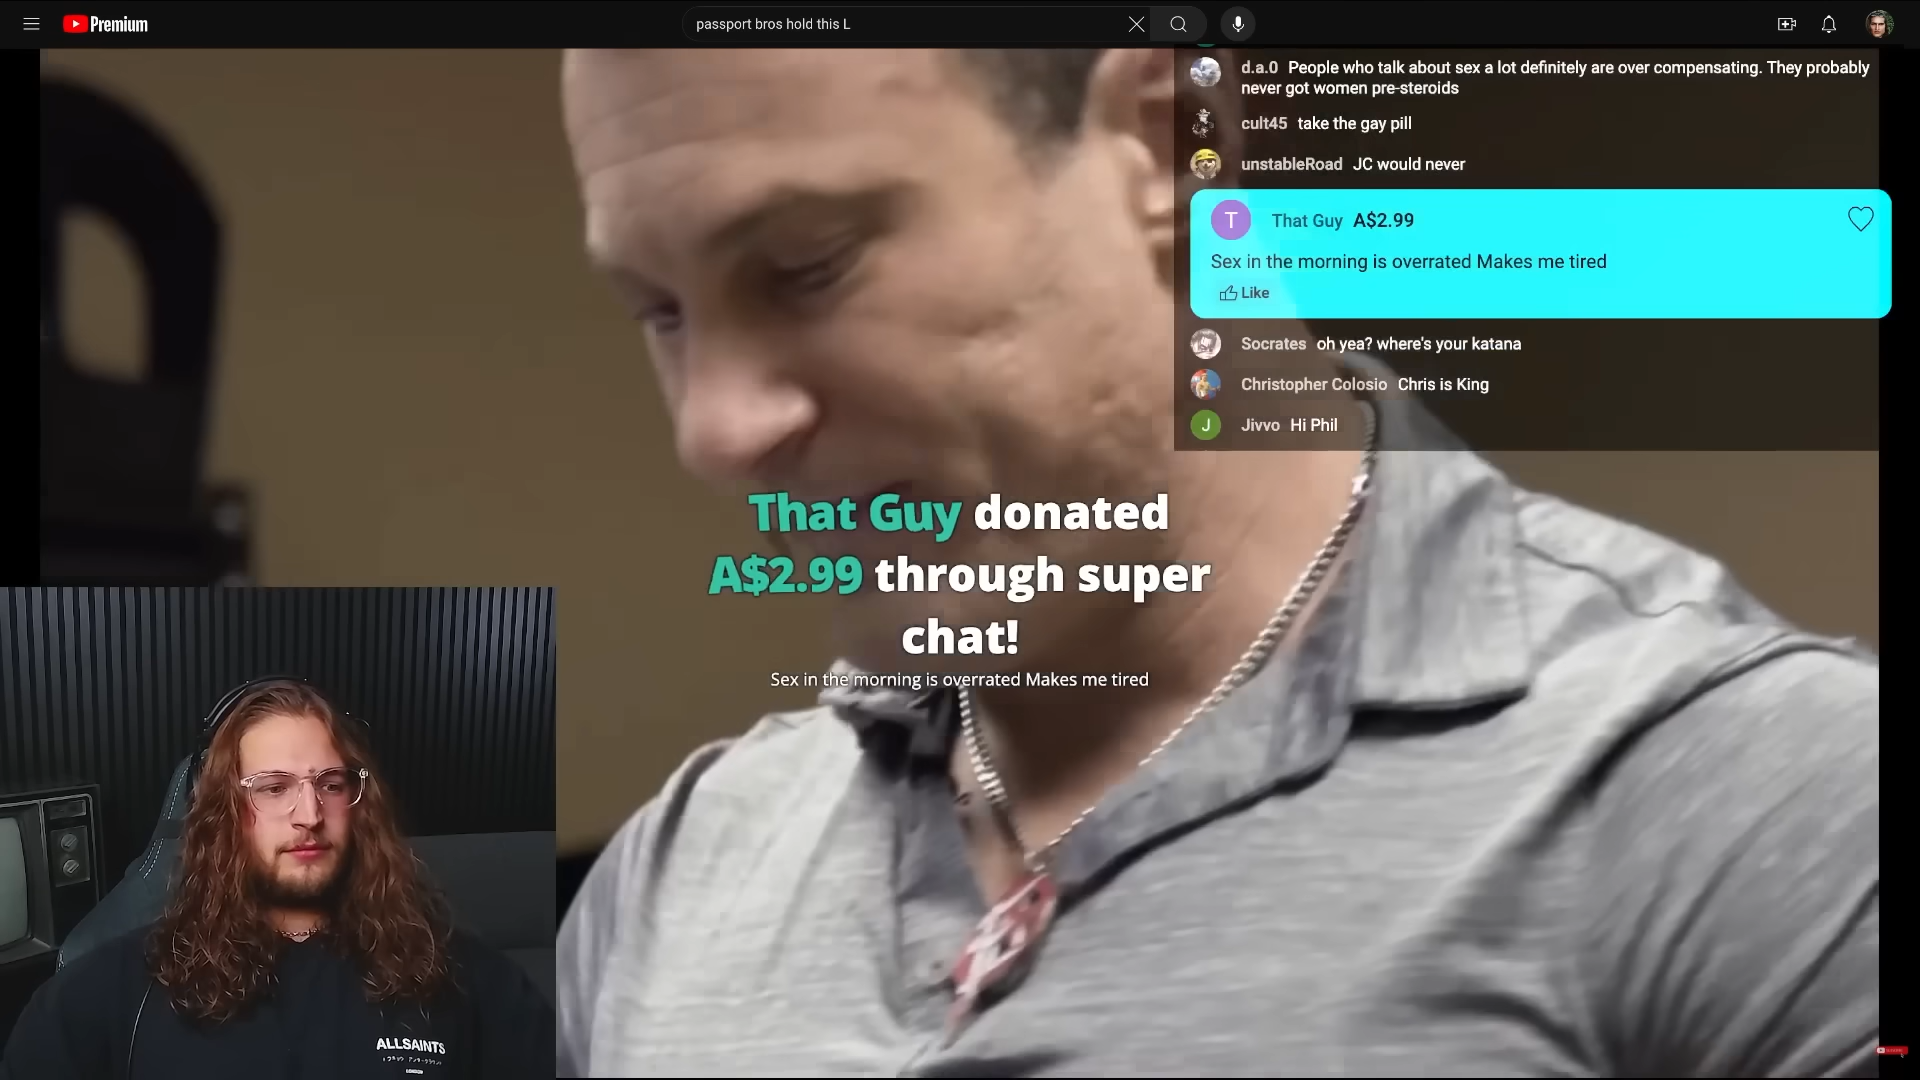 Premium
passport bros hold this L
d.a.0 People who talk about sex a lot definitely are over compensating. They probably
never got women pre-steroids
cult45 take the gay pill
unstableRoad JC would never
T That Guy A$2.99
Sex in the morning is overrated Makes me tired
Like
Socrates oh yea? where's your katana
Christopher Colosio Chris is King
J Jivvo Hi Phil
That Guy donated
A$2.99 through super
chat!
Sex in the morning is overrated Makes me tired
ALLSAINTS
LONDON